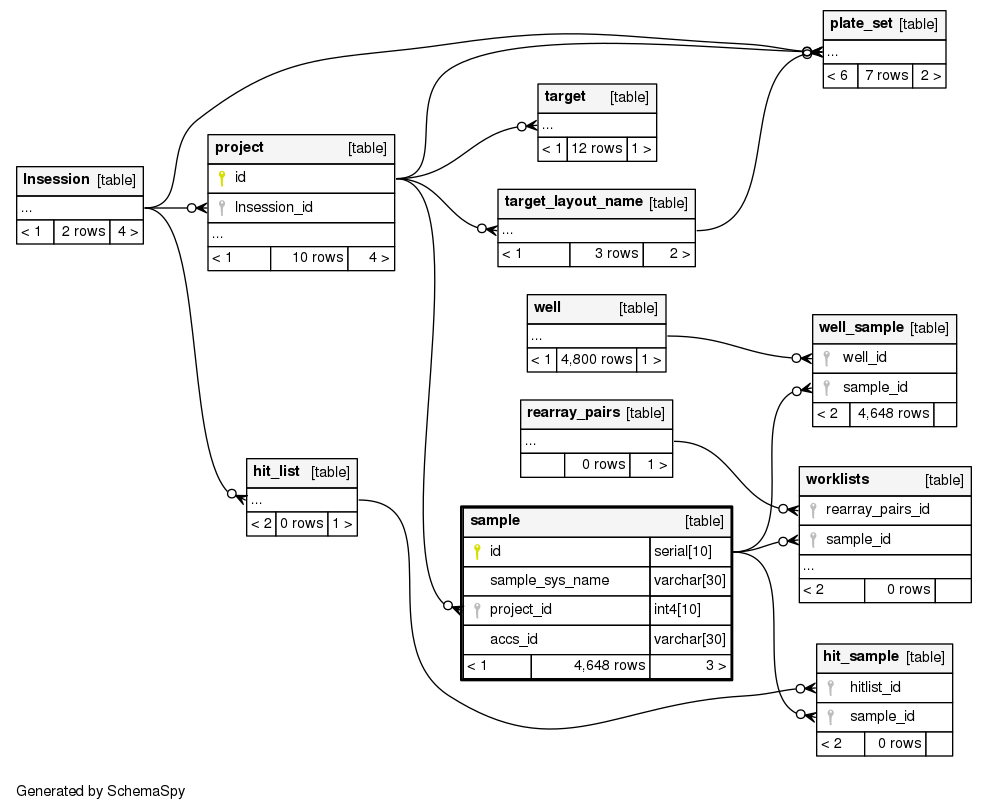 plate_set [table]
...
< 6 7 rows 2 >
target [table]
...
< 1 12 rows 1 >
project [table]
id
lnsession_id
...
< 1 10 rows 4 >
lnsession [table]
...
< 1 2 rows 4 >
target_layout_name [table]
...
< 1 3 rows 2 >
well [table]
...
< 1 4,800 rows 1 >
well_sample [table]
well_id
sample_id
< 2 4,648 rows
rearray_pairs [table]
...
0 rows 1 >
hit_list [table]
...
< 2 0 rows 1 >
worklists [table]
rearray_pairs_id
sample_id
...
< 2 0 rows
sample [table]
id serial[10]
sample_sys_name varchar[30]
project_id int4[10]
accs_id varchar[30]
< 1 4,648 rows 3 >
hit_sample [table]
hitlist_id
sample_id
< 2 0 rows
Generated by SchemaSpy